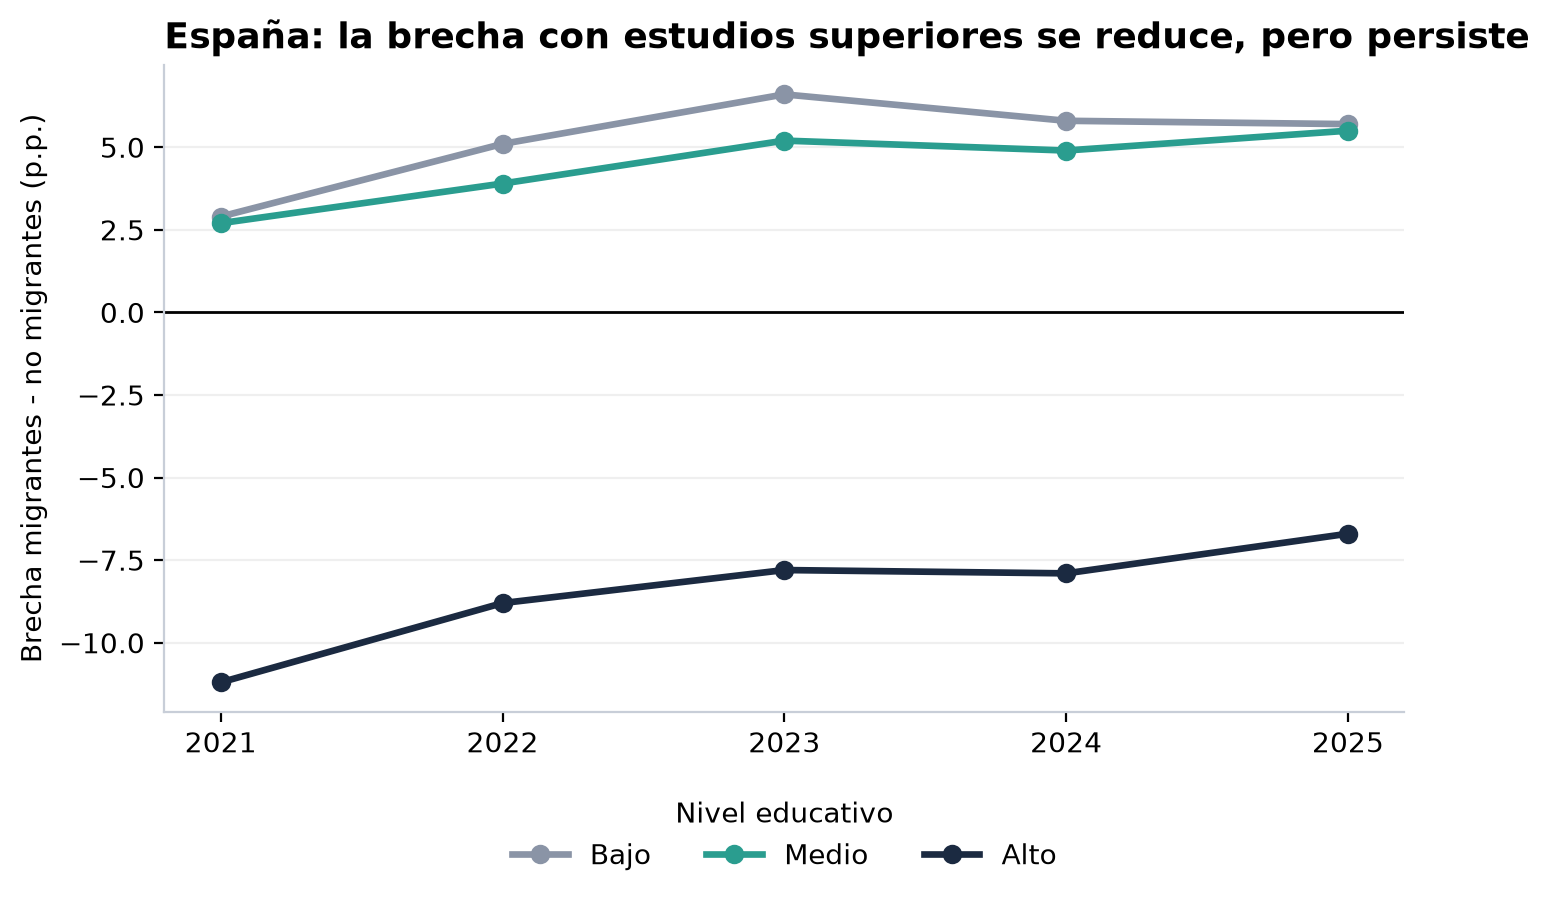 España: la brecha con estudios superiores se reduce, pero persiste
Brecha migrantes - no migrantes (p.p.)
5.0
2.5
0.0
−2.5
−5.0
−7.5
−10.0
2021 2022 2023 2024 2025
Nivel educativo
Bajo Medio Alto